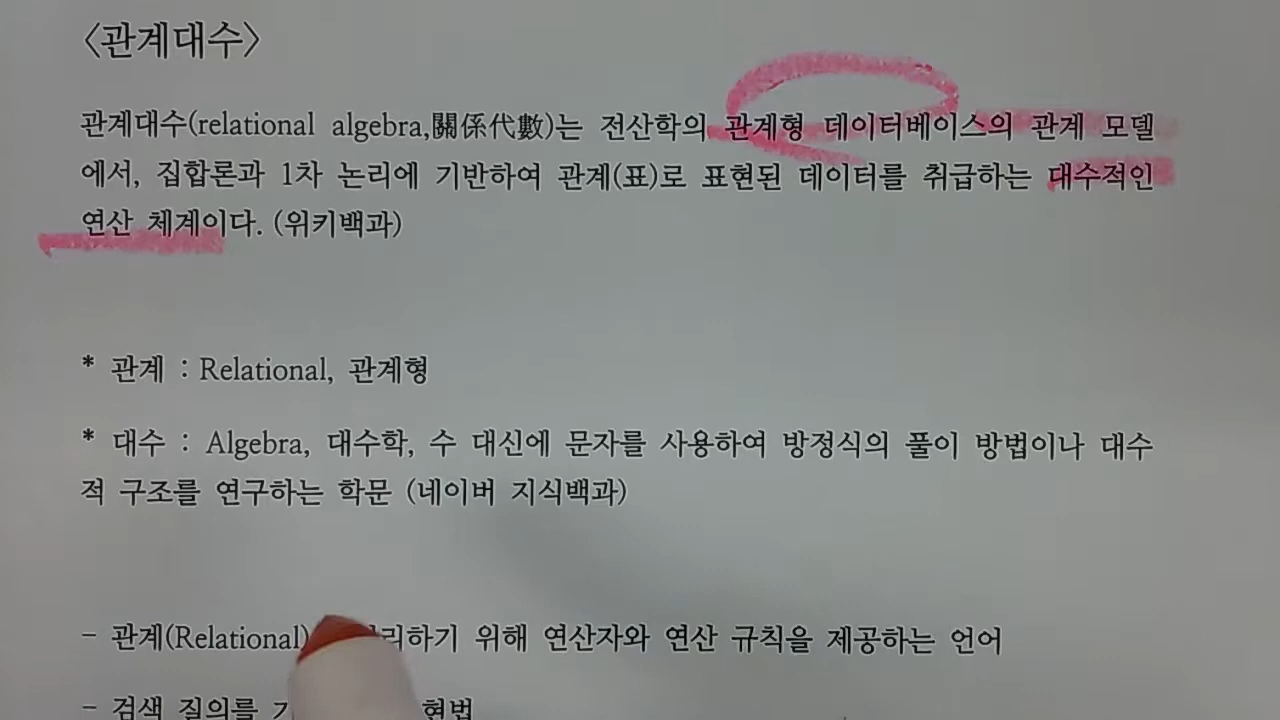 〈관계대수〉
관계대수(relational algebra,關係代數)는 전산학의 관계형 데이터베이스의 관계 모델
에서, 집합론과 1차 논리에 기반하여 관계(표)로 표현된 데이터를 취급하는 대수적인
연산 체계이다. (위키백과)
* 관계 : Relational, 관계형
* 대수 : Algebra, 대수학, 수 대신에 문자를 사용하여 방정식의 풀이 방법이나 대수
적 구조를 연구하는 학문 (네이버 지식백과)
- 관계(Relational) 위해 연산자와 연산 규칙을 제공하는 언어
- 검색 질의를